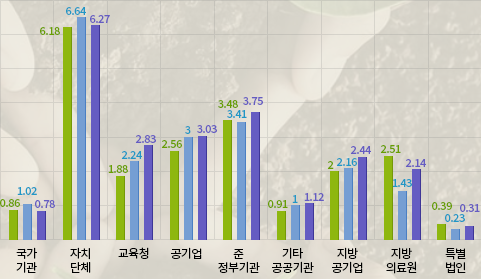 0.86 1.02 0.78
6.18 6.64 6.27
1.88 2.24 2.83
2.56 3 3.03
3.48 3.41 3.75
0.91 1 1.12
2 2.16 2.44
2.51 1.43 2.14
0.39 0.23 0.31
국가
기관
자치
단체
교육청
공기업
준
정부기관
기타
공공기관
지방
공기업
지방
의료원
특별
법인